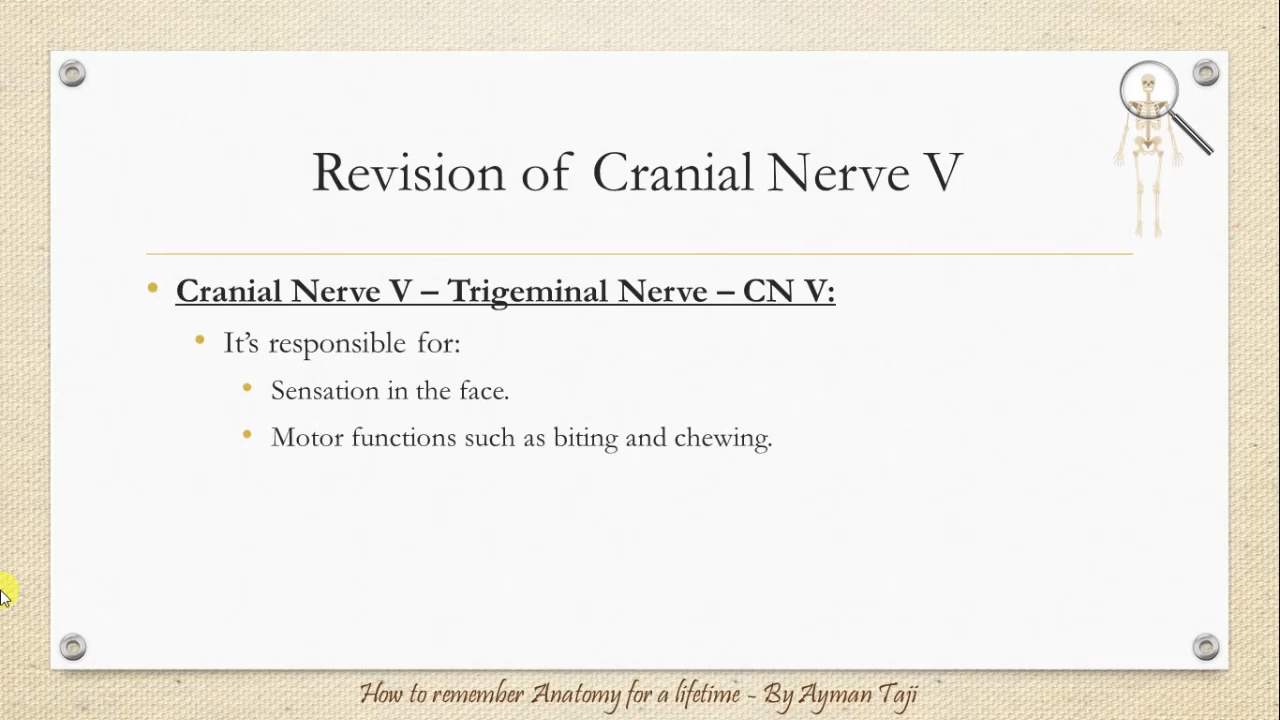 Revision of Cranial Nerve V
• Cranial Nerve V – Trigeminal Nerve – CN V:
• It’s responsible for:
• Sensation in the face.
• Motor functions such as biting and chewing.
How to remember Anatomy for a lifetime - By Ayman Taji